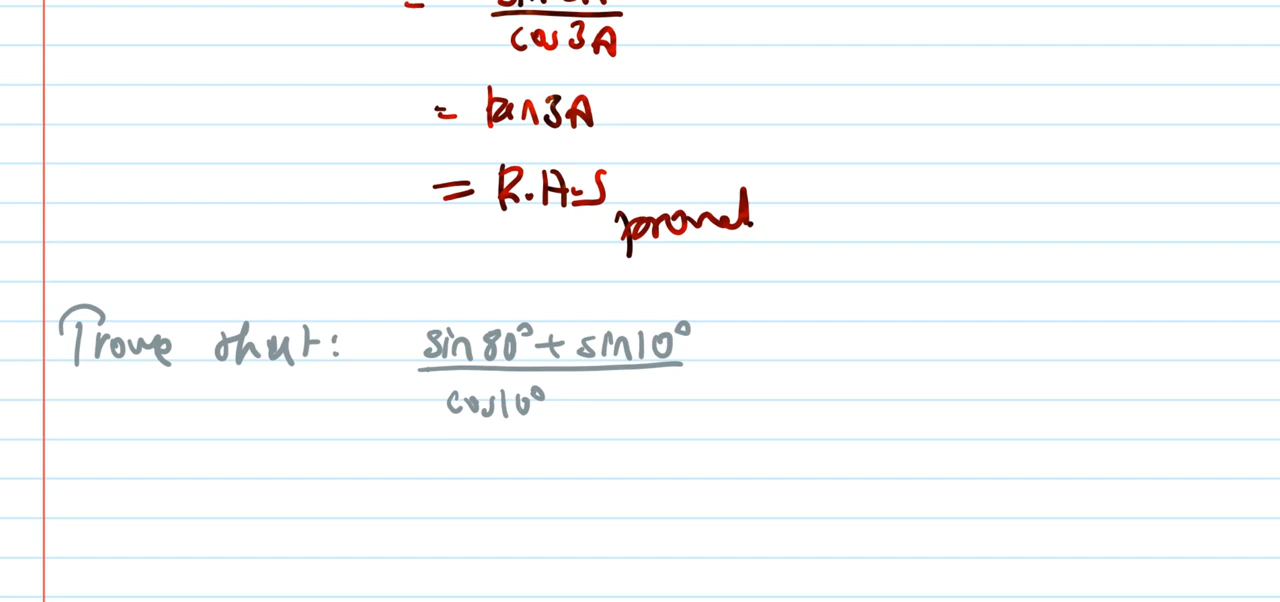 =
cos3A
= tan3A
= R.H.S
proved
Prove that: sin80°+sin10°
cos10°